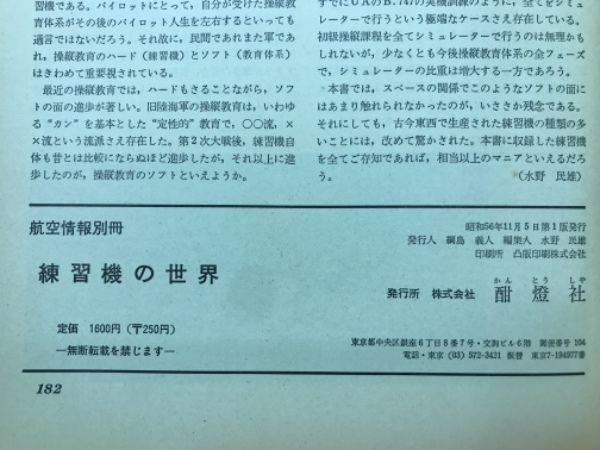 習機である。パイロットにとって，自分が受けた操縦教
育体系がその後のパイロット人生を左右するといっても
過言ではないだろう。それ故に，民間であれまた軍であ
れ，操縦教育のハード（練習機）とソフト（教育体系）
はきわめて重要視されている。
最近の操縦教育では，ハードもさることながら，ソフ
トの面の進歩が著しい。旧陸海軍の操縦教育は，いわゆ
る“カン”を基本とした“定性的”教育で，〇〇流，×
×流という流派さえ存在した。第2次大戦後，練習機自
体も昔とは比較にならぬほど進歩したが，それ以上に進
歩したのが，操縦教育のソフトといえようか。
レーターで行うという極端なケースさえ存在している。
初級操縦課程を全てシミュレーターで行うのは無理かも
しれないが，少なくとも今後操縦教育体系の全フェーズ
で，シミュレーターの比重は増大する一方であろう。
本書では，スペースの関係でこのようなソフトの面に
はあまり触れられなかったのが，いささか残念である。
それにしても，古今東西で生産された練習機の種類の多
いことには，改めて驚かされた。本書に収録した練習機
を全てご存知であれば，相当以上のマニアといえるだろ
う。
（水野　民雄）
航空情報別冊
練習機の世界
定価　1600円（〒250円）
―無断転載を禁じます―
昭和56年11月5日第1版発行
発行人　綱島　義人　編集人　水野　民雄
印刷所　凸版印刷株式会社
かん　とう　しゃ
発行所　株式会社　酣　燈　社
東京都中央区銀座6丁目8番7号・交詢ビル6階　郵便番号 104
電話・東京（03）572-3421 振替　東京7-194977番
182